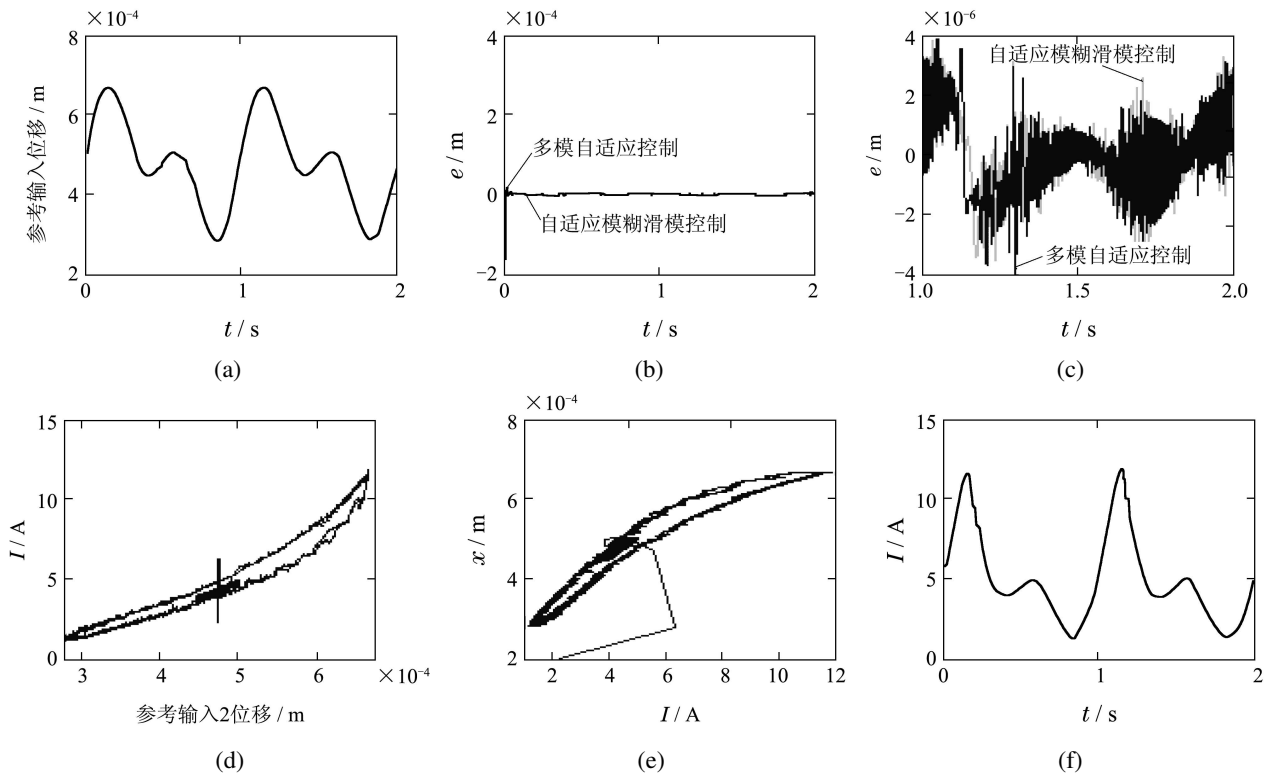 ×10⁻⁴
8
6
4
2
0
1
2
参考输入位移 / m
t / s
(a)
×10⁻⁴
4
2
0
−2
0
1
2
e / m
多模自适应控制
自适应模糊滑模控制
t / s
(b)
×10⁻⁶
4
2
0
−2
−4
1.0
1.5
2.0
e / m
自适应模糊滑模控制
多模自适应控制
t / s
(c)
15
10
5
0
3
4
5
6
×10⁻⁴
I / A
参考输入2位移 / m
(d)
×10⁻⁴
8
6
4
2
2
4
6
8
10
12
x / m
I / A
(e)
15
10
5
0
0
1
2
I / A
t / s
(f)